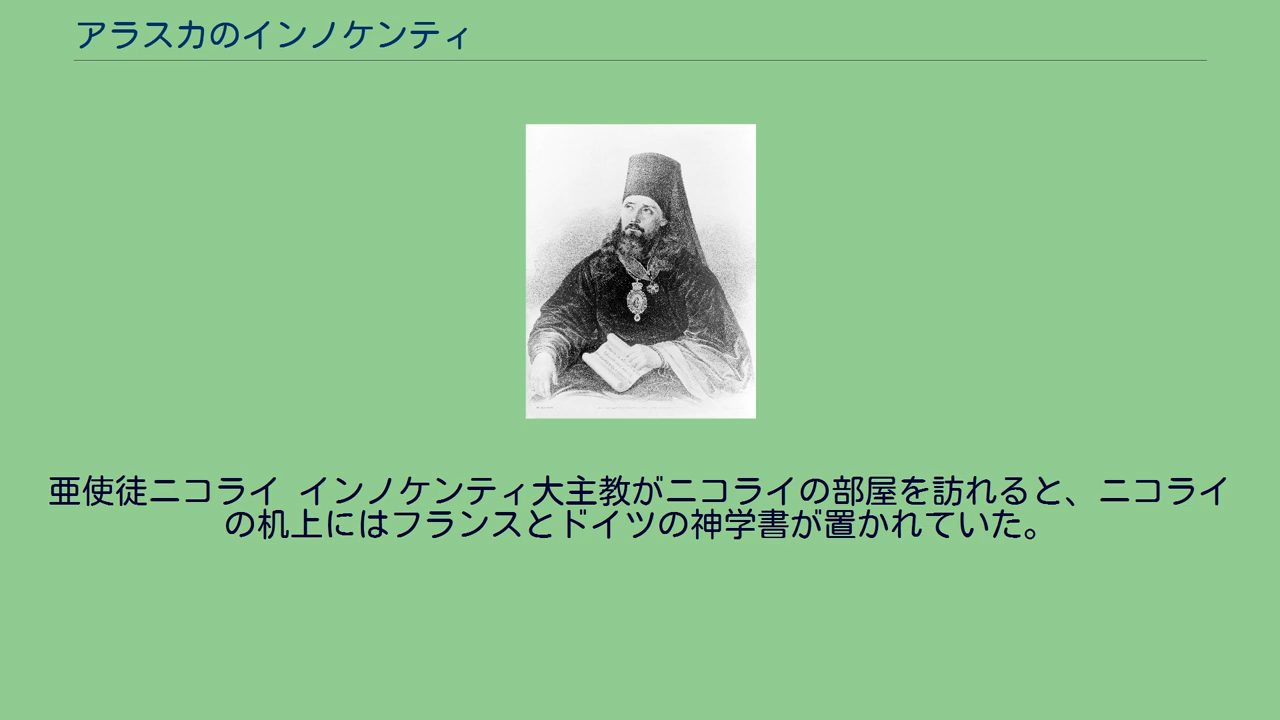 アラスカのインノケンティ
亜使徒ニコライ インノケンティ大主教がニコライの部屋を訪れると、ニコライ
の机上にはフランスとドイツの神学書が置かれていた。